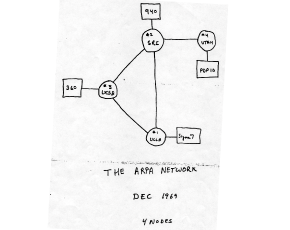 940
#2
SRI
#4
UTAH
PDP10
360
#3
UCSB
#1
UCLA
Sigma7
THE ARPA NETWORK
DEC 1969
4 NODES